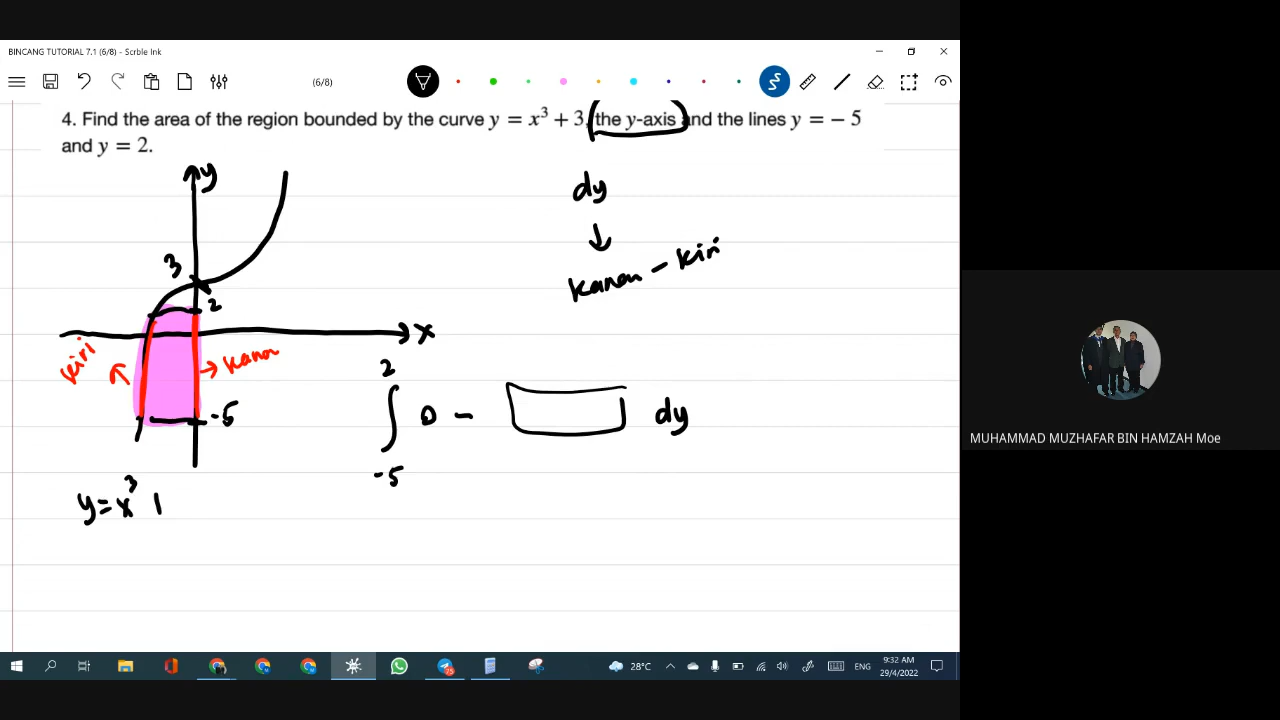 BINCANG TUTORIAL 7.1 (6/8) - Scrble Ink
(6/8)
4. Find the area of the region bounded by the curve y = x³ + 3, the y-axis and the lines y = − 5
and y = 2.
y
dy
3
kanan - kiri
2
x
kiri
kanan
2
-5
∫ 0 - dy
-5
y=x³
MUHAMMAD MUZHAFAR BIN HAMZAH Moe
28°C
ENG
9:32 AM
29/4/2022